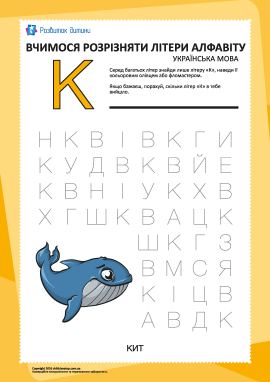 Розвиток дитини
ВЧИМОСЯ РОЗРІЗНЯТИ ЛІТЕРИ АЛФАВІТУ
УКРАЇНСЬКА МОВА
К
Серед багатьох літер знайди лише літеру «К», наведи її
кольоровим олівцем або фломастером.
Якщо бажаєш, порахуй, скільки літер «К» в тебе
вийшло.
Н К В І В К Г И
К У Д В К В Й Е
К В Н І У К Х В
Х Г Ш К В А Ц К
Ш К Г З
В М С Я
К І Ц В
А В Д К
КИТ